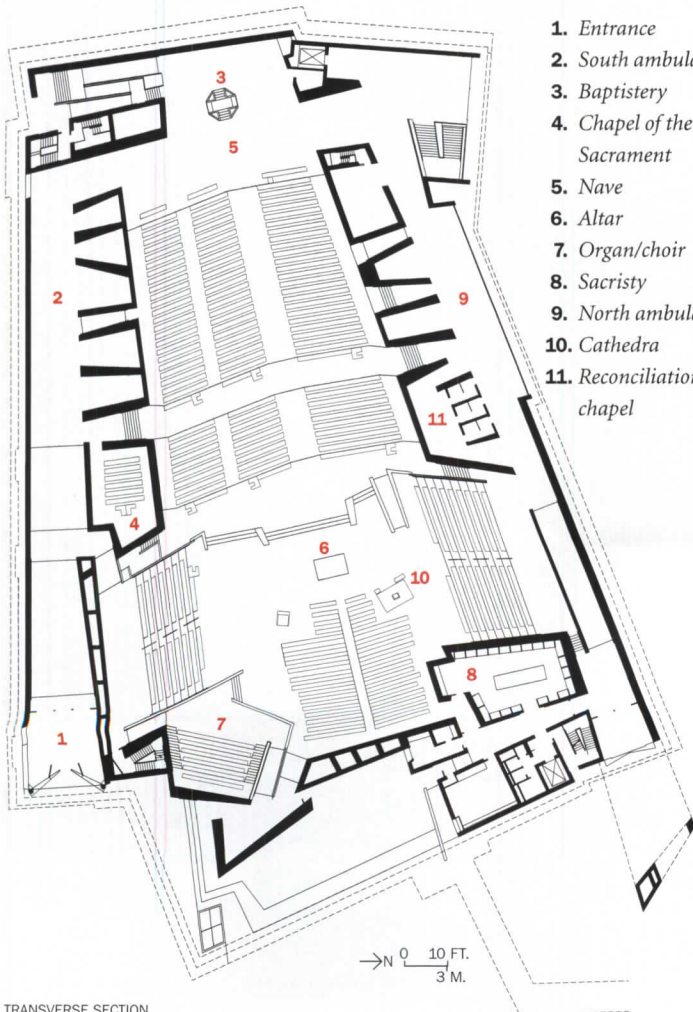 1. Entrance
2. South ambula
3. Baptistery
4. Chapel of the
Sacrament
5. Nave
6. Altar
7. Organ/choir
8. Sacristy
9. North ambula
10. Cathedra
11. Reconciliation
chapel
3
5
2
9
11
4
6
10
8
7
1
N 0 10 FT.
3 M.
TRANSVERSE SECTION